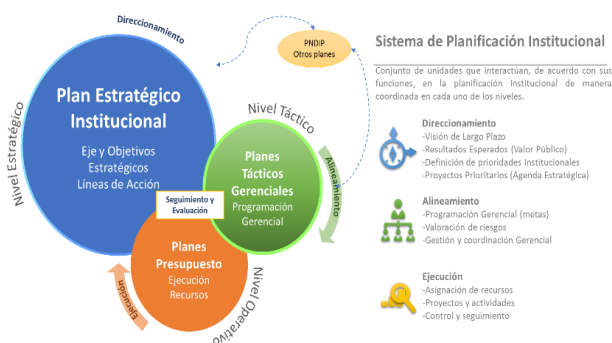 Direccionamiento
PNDIP
Otros planes
Nivel Estratégico
Plan Estratégico
Institucional
Eje y Objetivos
Estratégicos
Líneas de Acción
Nivel Táctico
Planes
Tácticos
Gerenciales
Programación
Gerencial
Alineamiento
Seguimiento y
Evaluación
Planes
Presupuesto
Ejecución
Recursos
Ejecución
Nivel Operativo
Sistema de Planificación Institucional
Conjunto de unidades que interactúan, de acuerdo con sus
funciones, en la planificación Institucional de manera
coordinada en cada uno de los niveles.
Direccionamiento
-Visión de Largo Plazo
-Resultados Esperados (Valor Público)
-Definición de prioridades Institucionales
-Proyectos Prioritarios (Agenda Estratégica)
Alineamiento
-Programación Gerencial (metas)
-Valoración de riesgos
-Gestión y coordinación Gerencial
Ejecución
-Asignación de recursos
-Proyectos y actividades
-Control y seguimiento